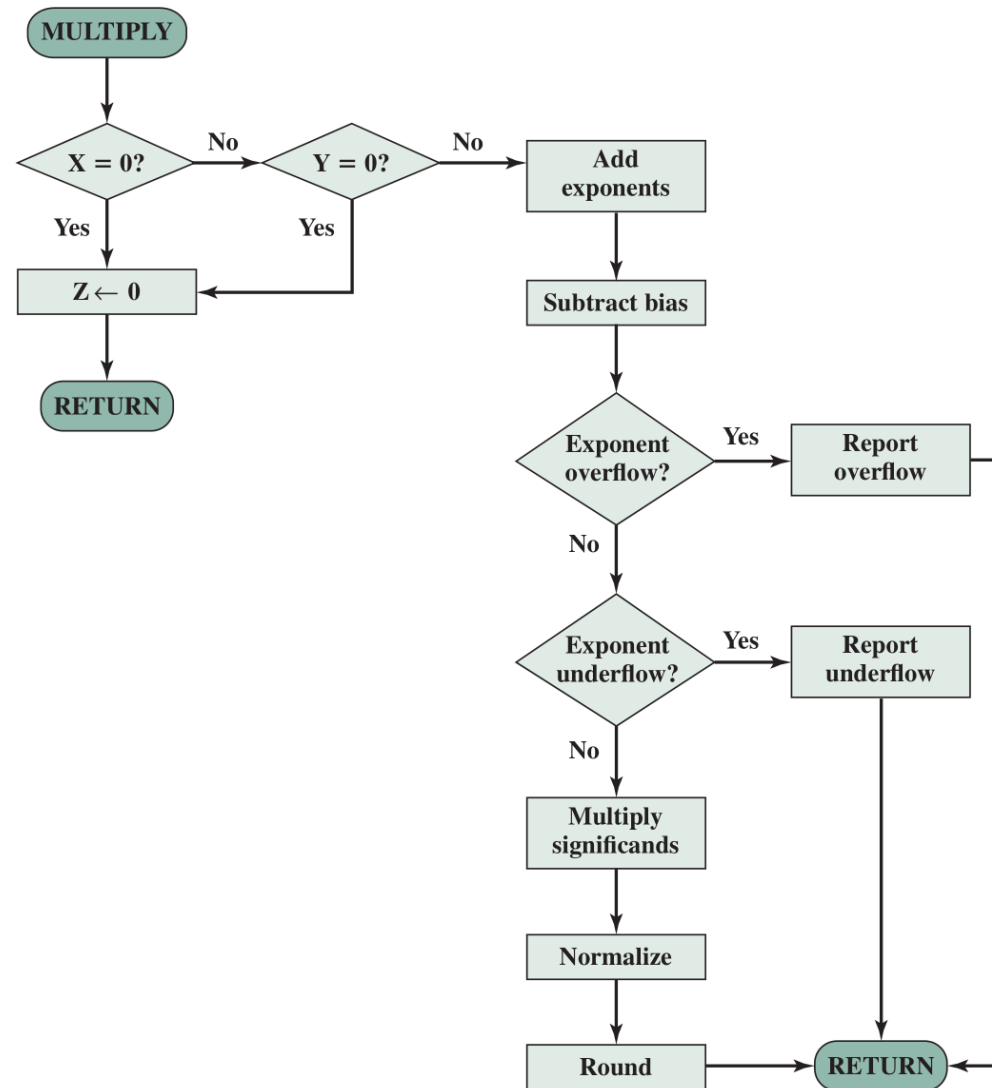 MULTIPLY
X = 0?
No
Y = 0?
No
Add
exponents
Yes
Yes
Z ← 0
Subtract bias
RETURN
Exponent
overflow?
Yes
Report
overflow
No
Exponent
underflow?
Yes
Report
underflow
No
Multiply
significands
Normalize
Round
RETURN